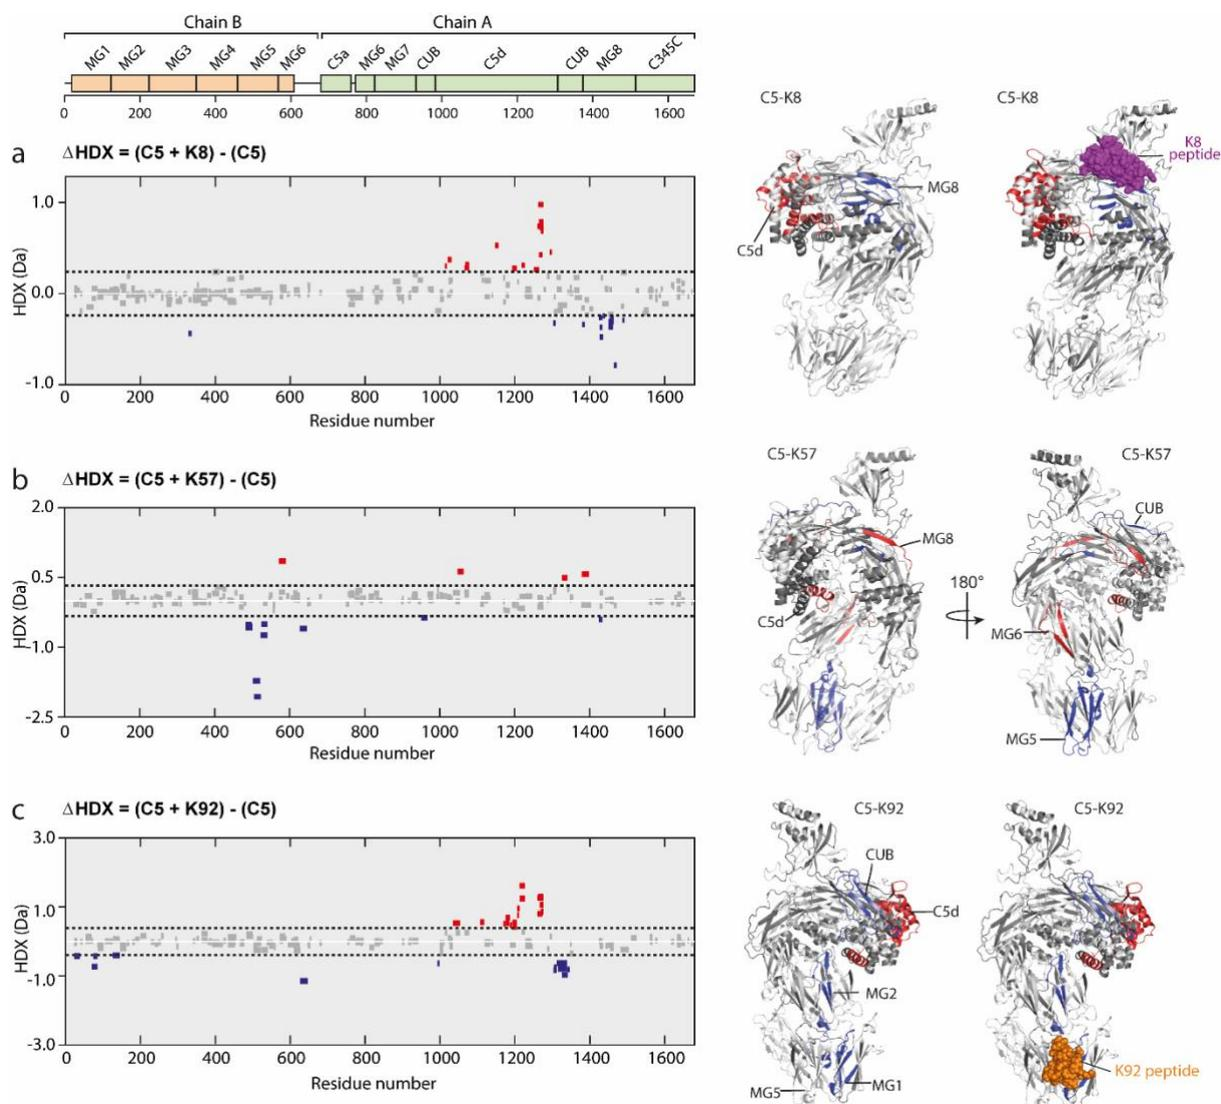 Chain B
Chain A
MG1
MG2
MG3
MG4
MG5
MG6
C5a
MG6
MG7
CUB
C5d
CUB
MG8
C345C
0
200
400
600
800
1000
1200
1400
1600
a
ΔHDX = (C5 + K8) - (C5)
HDX (Da)
1.0
0.0
-1.0
0
200
400
600
800
1000
1200
1400
1600
Residue number
C5-K8
MG8
C5d
C5-K8
K8
peptide
b
ΔHDX = (C5 + K57) - (C5)
HDX (Da)
2.0
0.5
-1.0
-2.5
0
200
400
600
800
1000
1200
1400
1600
Residue number
C5-K57
MG8
C5d
180°
C5-K57
CUB
MG6
MG5
c
ΔHDX = (C5 + K92) - (C5)
HDX (Da)
3.0
1.0
-1.0
-3.0
0
200
400
600
800
1000
1200
1400
1600
Residue number
C5-K92
CUB
C5d
MG2
MG5
MG1
C5-K92
K92 peptide